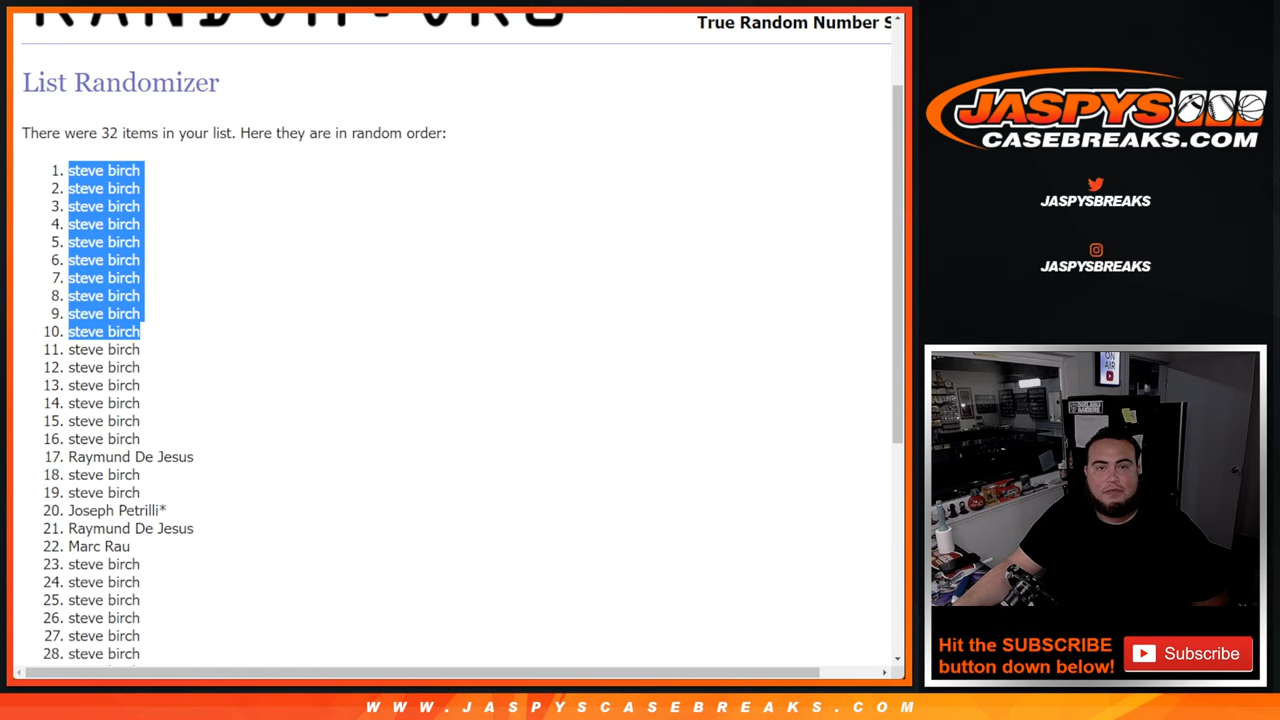 RANDOM.ORG
True Random Number S
List Randomizer
There were 32 items in your list. Here they are in random order:
1. steve birch
2. steve birch
3. steve birch
4. steve birch
5. steve birch
6. steve birch
7. steve birch
8. steve birch
9. steve birch
10. steve birch
11. steve birch
12. steve birch
13. steve birch
14. steve birch
15. steve birch
16. steve birch
17. Raymund De Jesus
18. steve birch
19. steve birch
20. Joseph Petrilli*
21. Raymund De Jesus
22. Marc Rau
23. steve birch
24. steve birch
25. steve birch
26. steve birch
27. steve birch
28. steve birch
JASPYS
CASEBREAKS.COM
JASPYSBREAKS
JASPYSBREAKS
ON
AIR
Hit the SUBSCRIBE
button down below!
Subscribe
WWW.JASPYSCASEBREAKS.COM